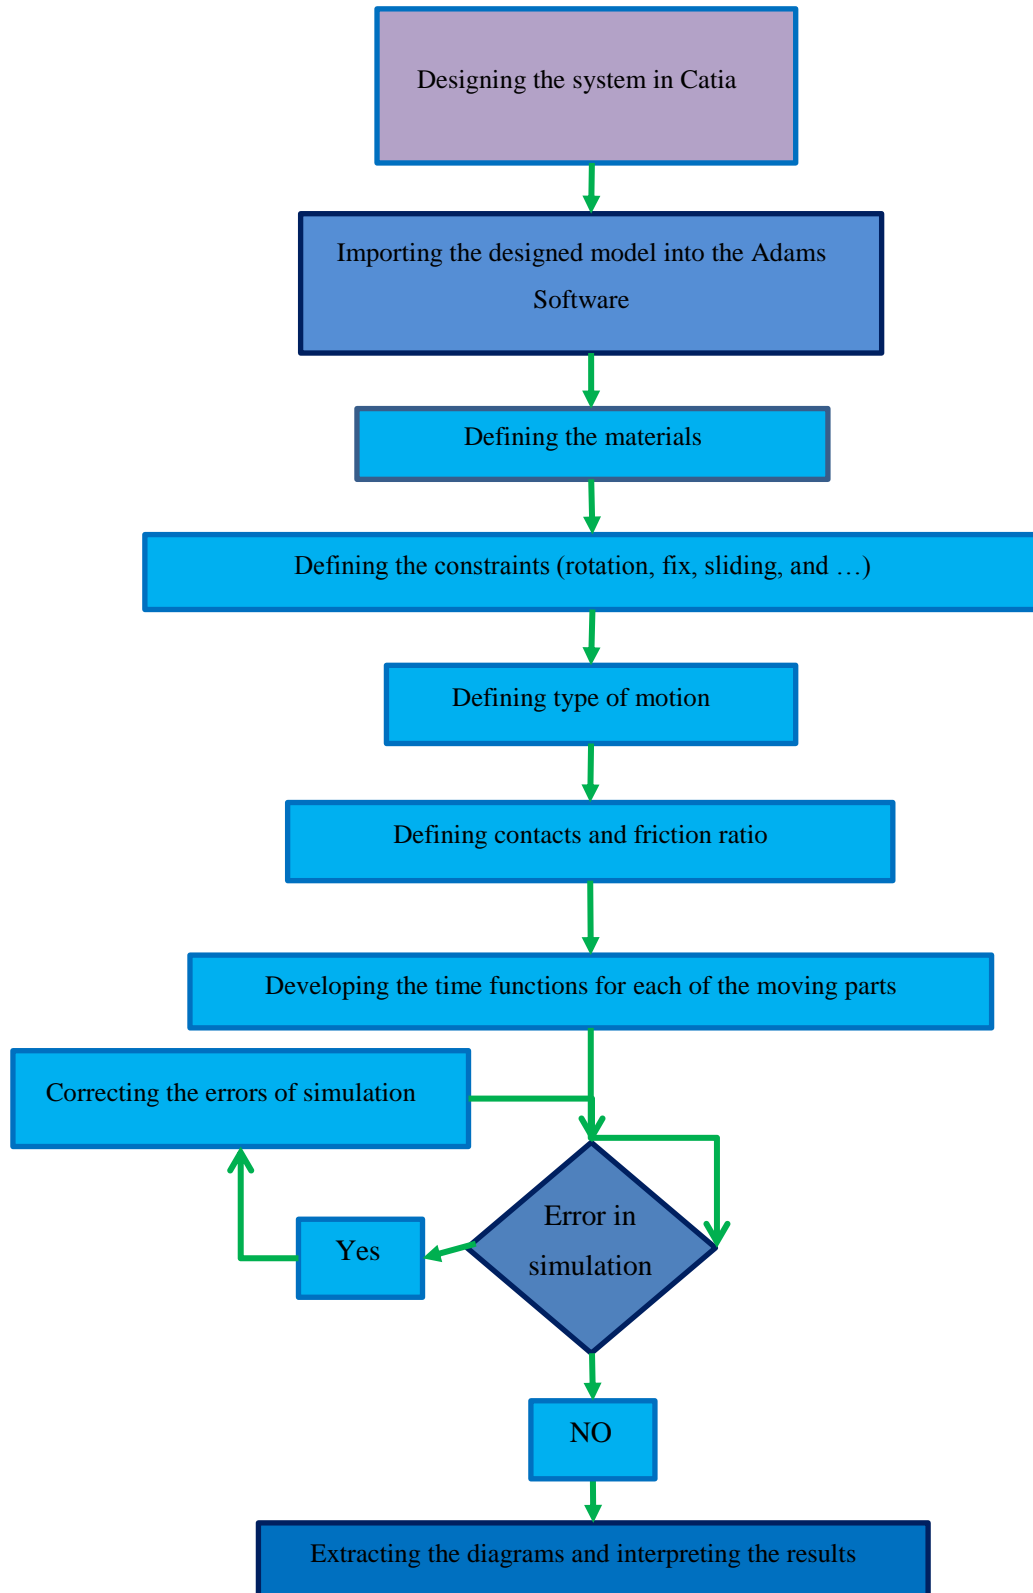 Designing the system in Catia
Importing the designed model into the Adams
Software
Defining the materials
Defining the constraints (rotation, fix, sliding, and …)
Defining type of motion
Defining contacts and friction ratio
Developing the time functions for each of the moving parts
Correcting the errors of simulation
Error in
simulation
Yes
NO
Extracting the diagrams and interpreting the results